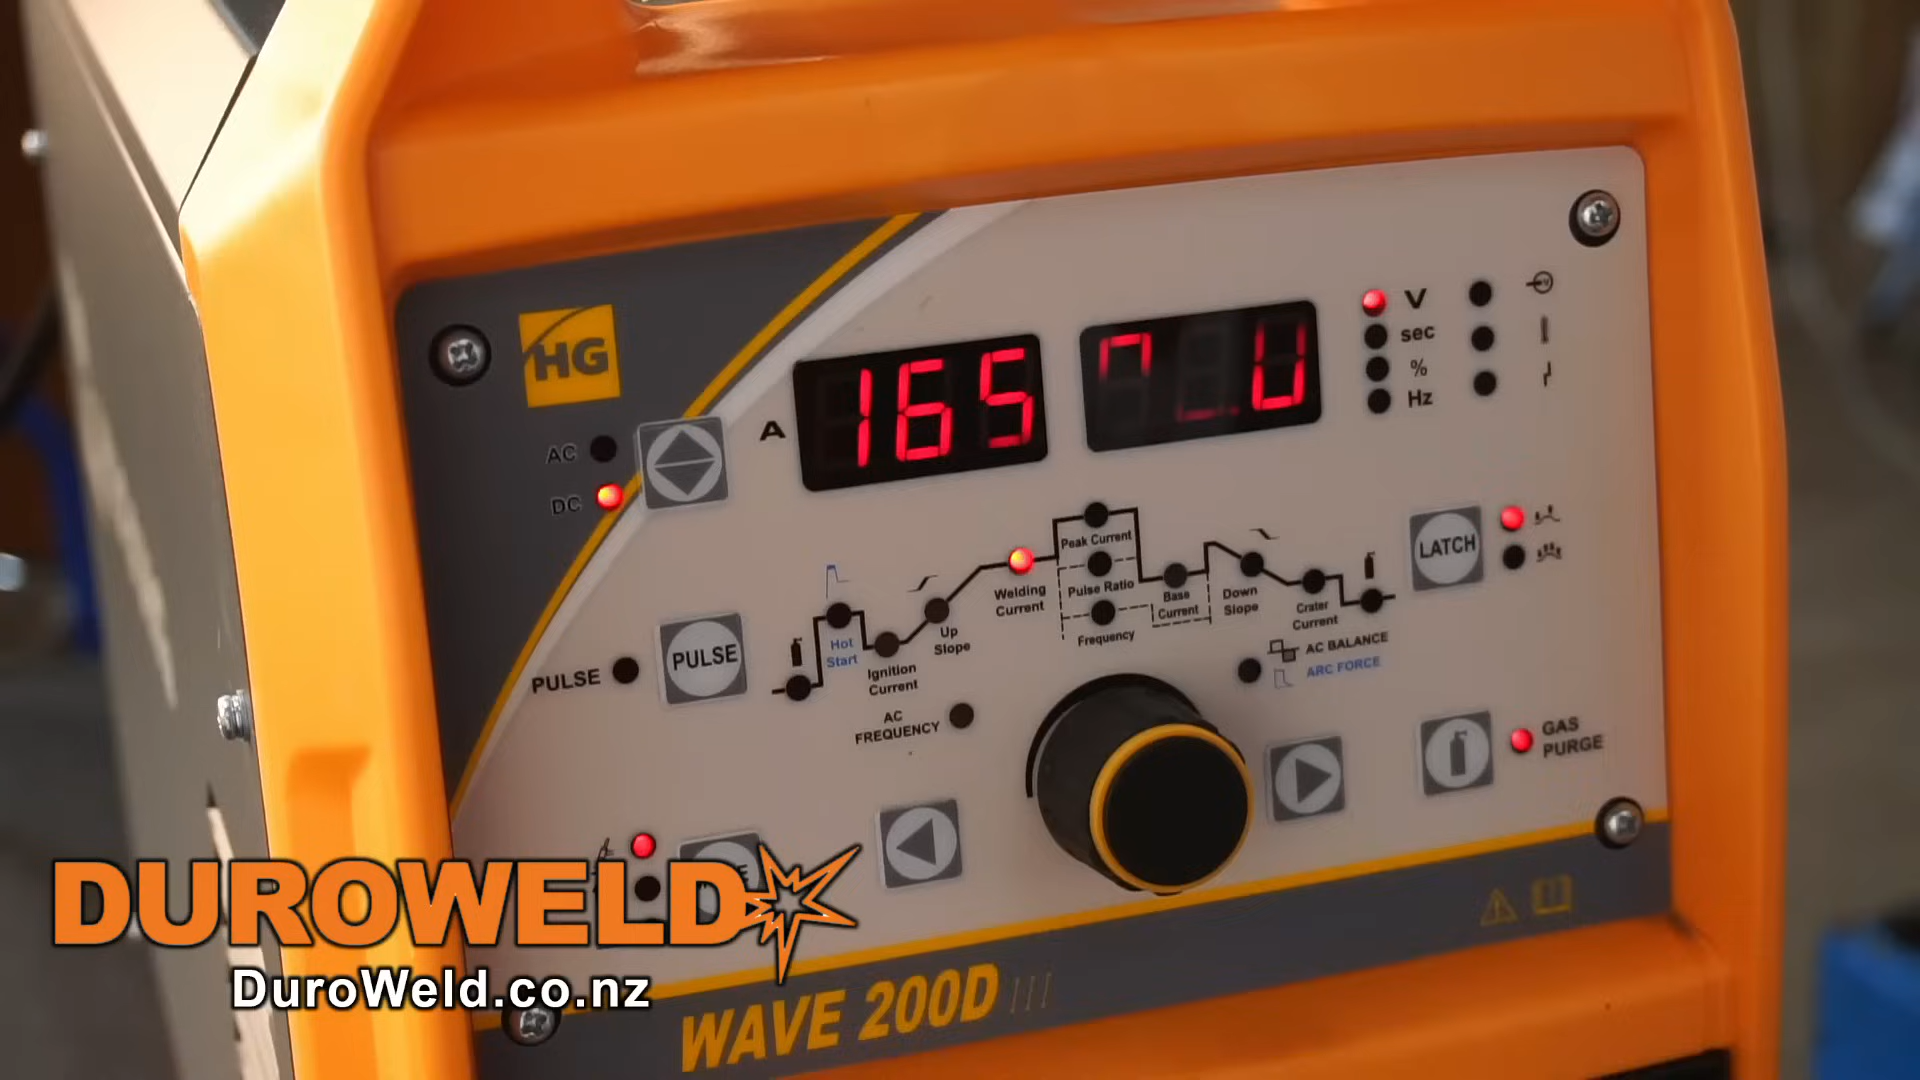 HG
AC
DC
A
165
V
sec
%
Hz
LATCH
Peak Current
Pulse Ratio
Frequency
Welding
Current
Base
Current
Down
Slope
Crater
Current
Up
Slope
Hot
Start
Ignition
Current
PULSE
PULSE
AC BALANCE
ARC FORCE
AC
FREQUENCY
GAS
PURGE
DUROWELD
DuroWeld.co.nz
WAVE 200D